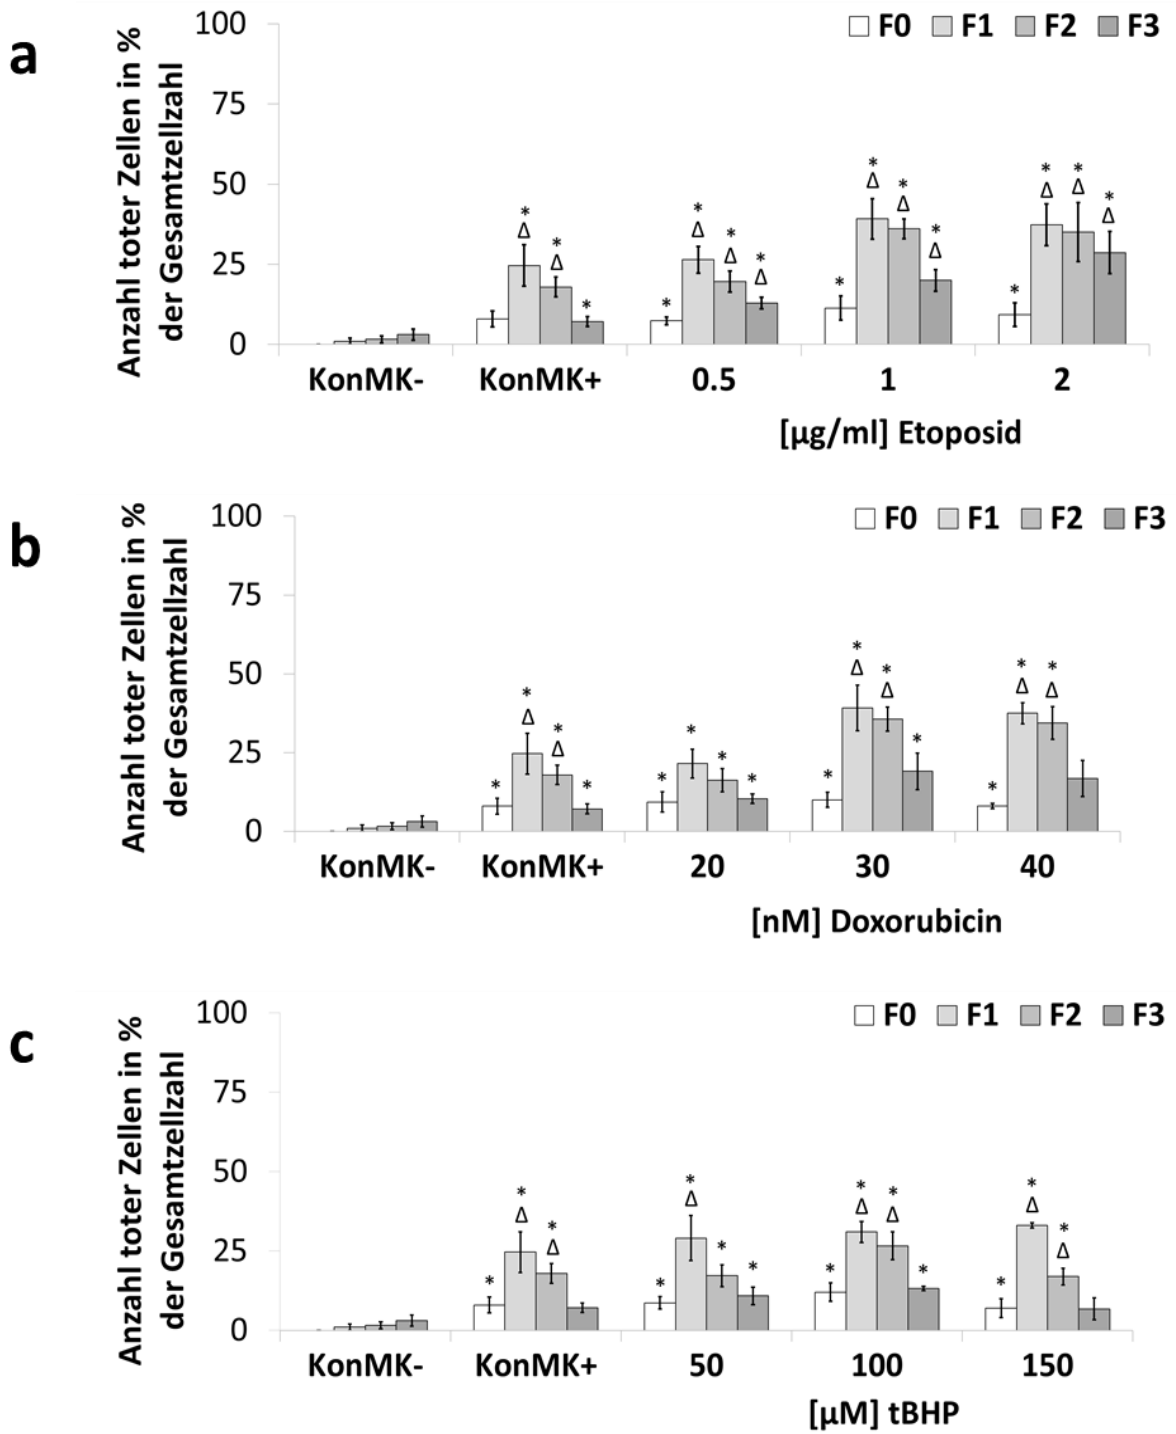 a
Anzahl toter Zellen in %
der Gesamtzellzahl
F0 F1 F2 F3
100
75
50
25
0
* Δ * Δ * * * Δ * Δ * Δ * * Δ * Δ * Δ * * Δ * Δ * Δ
KonMK- KonMK+ 0.5 1 2
[µg/ml] Etoposid
b
Anzahl toter Zellen in %
der Gesamtzellzahl
F0 F1 F2 F3
100
75
50
25
0
* * Δ * Δ * * * * * * * Δ * Δ * * * Δ * Δ
KonMK- KonMK+ 20 30 40
[nM] Doxorubicin
c
Anzahl toter Zellen in %
der Gesamtzellzahl
F0 F1 F2 F3
100
75
50
25
0
* * Δ * Δ * * Δ * * * * Δ * Δ * * * Δ * Δ
KonMK- KonMK+ 50 100 150
[µM] tBHP